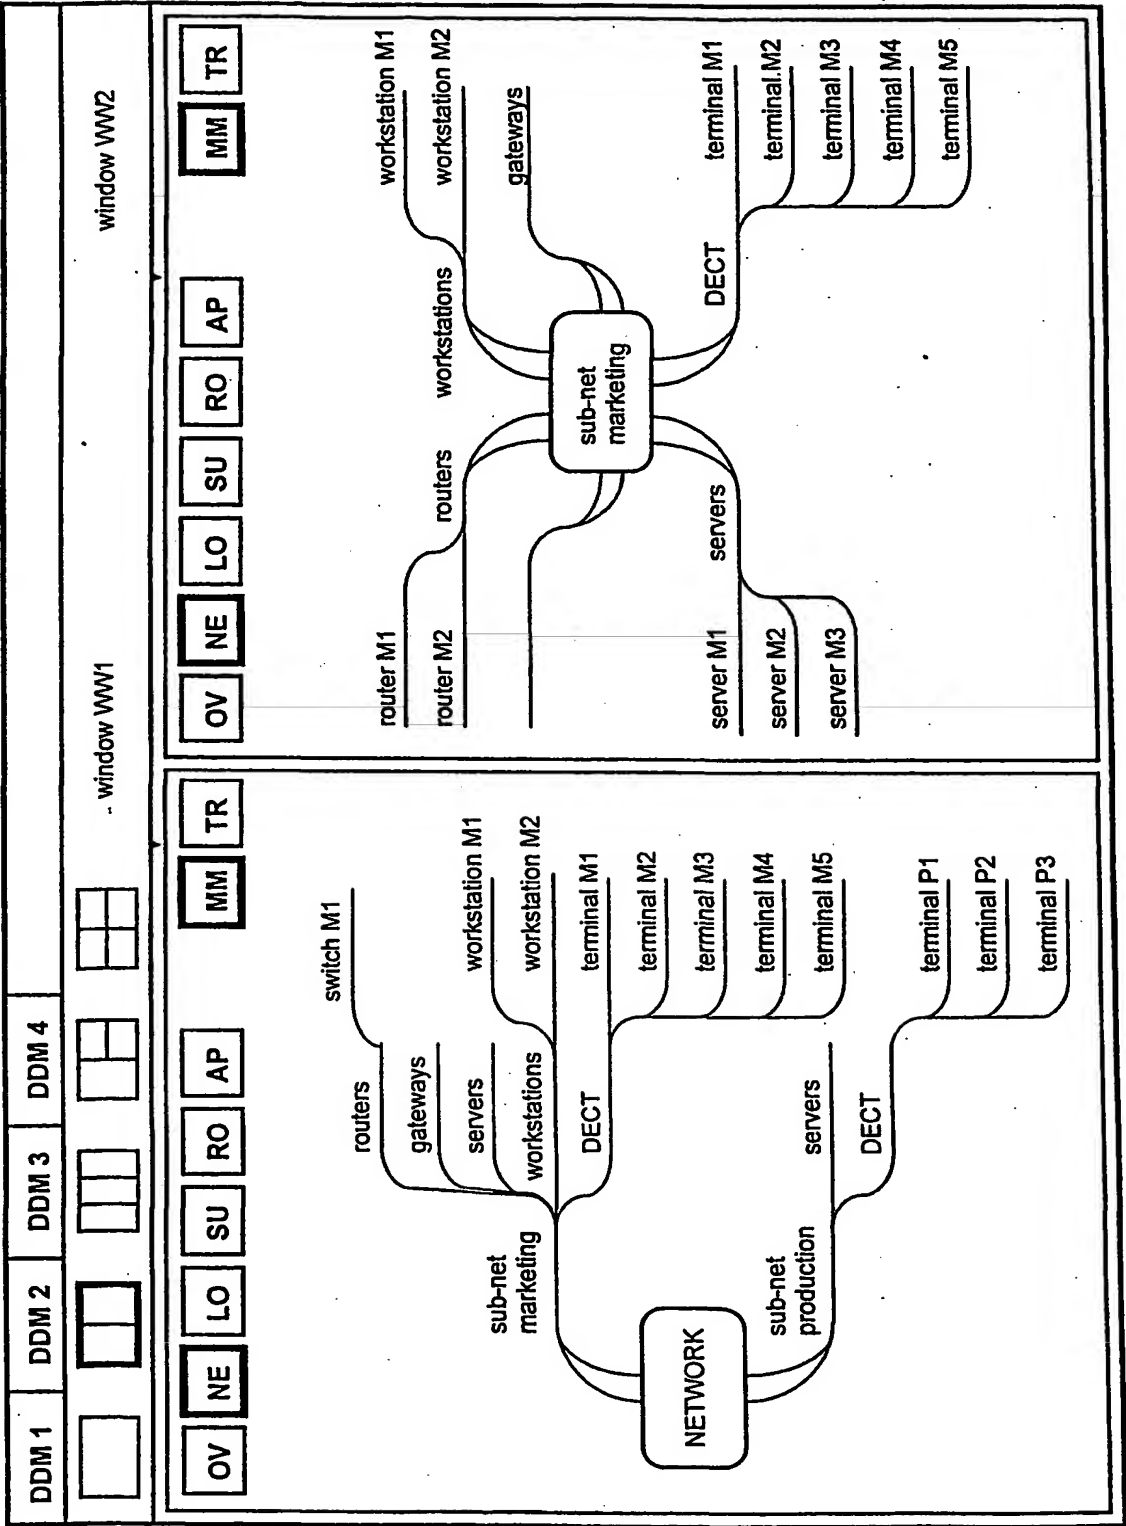 DDM 1
DDM 2
DDM 3
DDM 4
window WW1
window WW2
OV
NE
LO
SU
RO
AP
MM
TR
switch M1
routers
gateways
servers
workstations
workstation M1
workstation M2
DECT
terminal M1
terminal M2
terminal M3
terminal M4
terminal M5
sub-net
marketing
NETWORK
sub-net
production
servers
DECT
terminal P1
terminal P2
terminal P3
OV
NE
LO
SU
RO
AP
MM
TR
router M1
router M2
routers
workstations
workstation M1
workstation M2
gateways
sub-net
marketing
servers
server M1
server M2
server M3
DECT
terminal M1
terminal M2
terminal M3
terminal M4
terminal M5